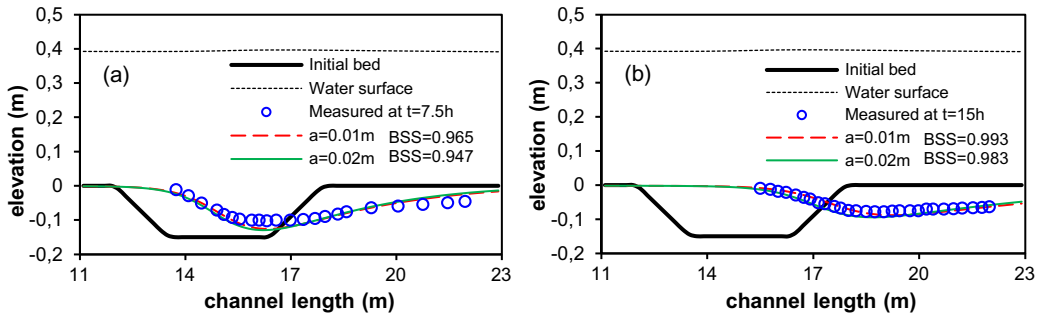 0,5
0,4
0,3
0,2
0,1
0
-0,1
-0,2
elevation (m)
(a)
Initial bed
Water surface
Measured at t=7.5h
a=0.01m BSS=0.965
a=0.02m BSS=0.947
11 14 17 20 23
channel length (m)
0,5
0,4
0,3
0,2
0,1
0
-0,1
-0,2
elevation (m)
(b)
Initial bed
Water surface
Measured at t=15h
a=0.01m BSS=0.993
a=0.02m BSS=0.983
11 14 17 20 23
channel length (m)